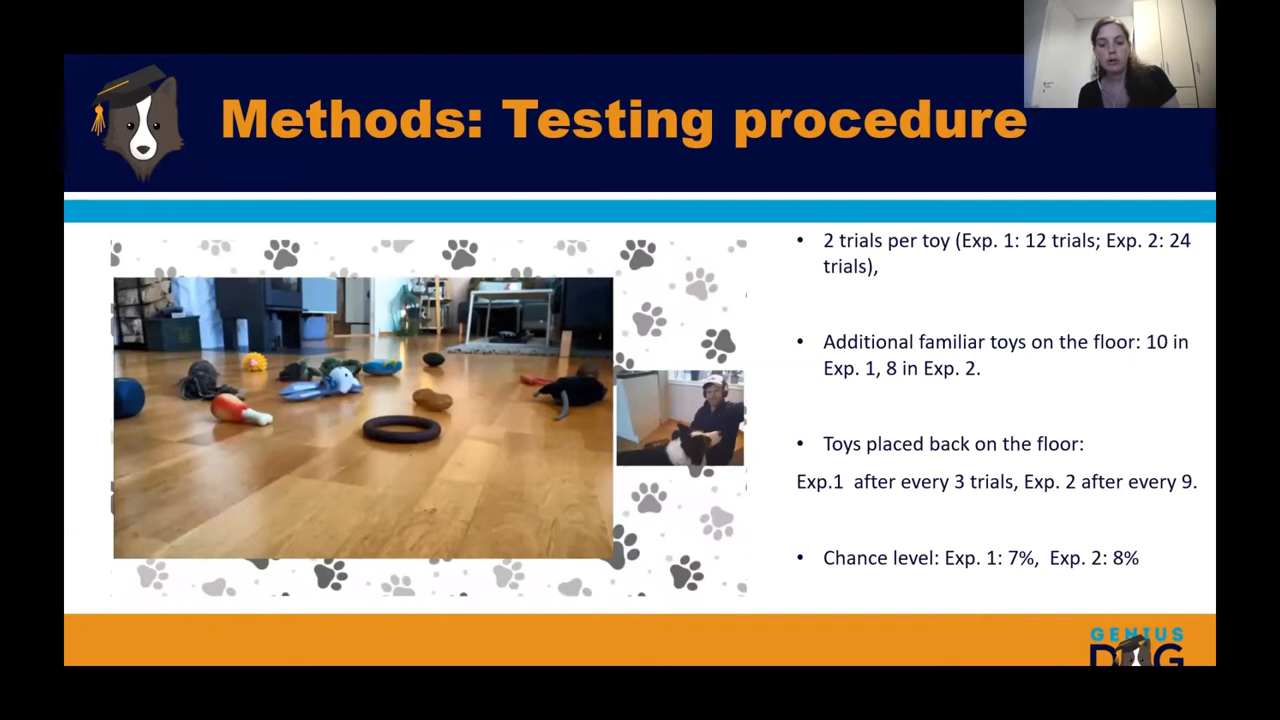 Methods: Testing procedure
• 2 trials per toy (Exp. 1: 12 trials; Exp. 2: 24
trials),
• Additional familiar toys on the floor: 10 in
Exp. 1, 8 in Exp. 2.
• Toys placed back on the floor:
Exp.1  after every 3 trials, Exp. 2 after every 9.
• Chance level: Exp. 1: 7%,  Exp. 2: 8%
GENIUS
DOG